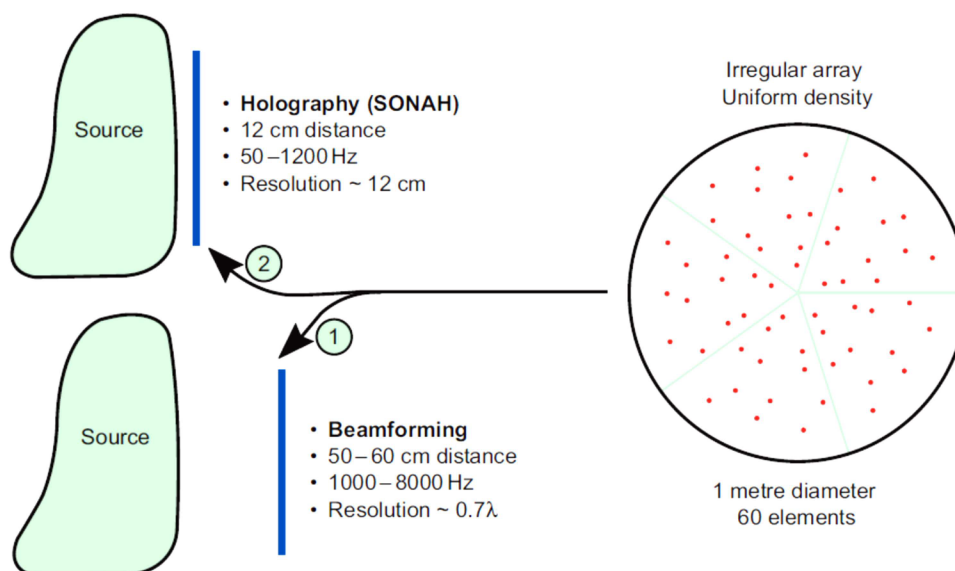 Source
• Holography (SONAH)
• 12 cm distance
• 50–1200 Hz
• Resolution ~ 12 cm
2
1
Source
• Beamforming
• 50–60 cm distance
• 1000–8000 Hz
• Resolution ~ 0.7λ
Irregular array
Uniform density
1 metre diameter
60 elements